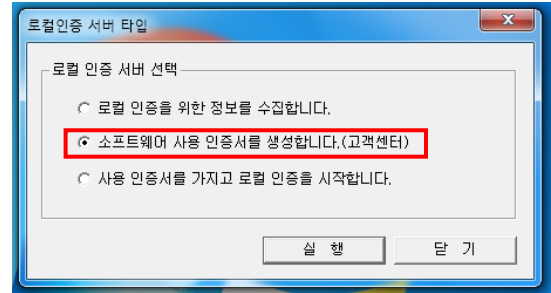 로컬인증 서버 타입
로컬 인증 서버 선택
로컬 인증을 위한 정보를 수집합니다.
소프트웨어 사용 인증서를 생성합니다.(고객센터)
사용 인증서를 가지고 로컬 인증을 시작합니다.
실 행
닫 기